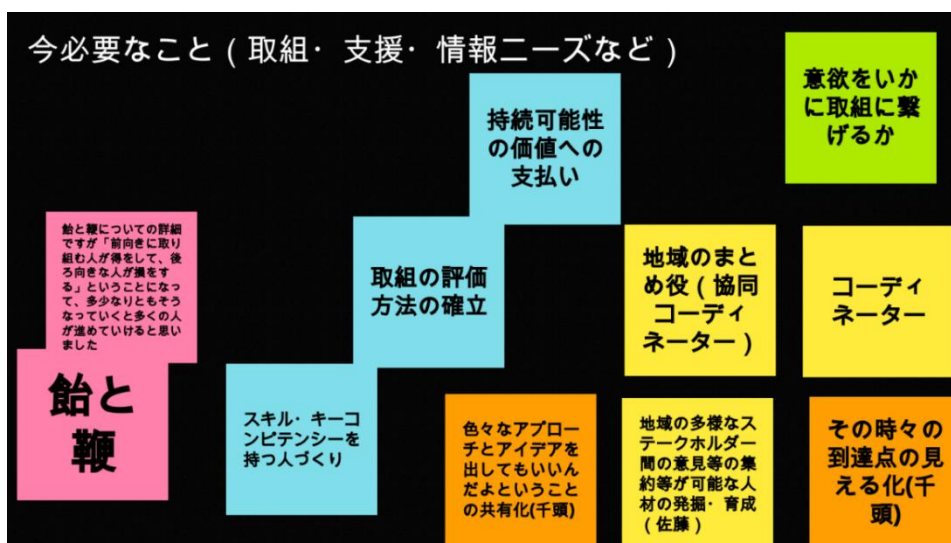 今必要なこと(取組・支援・情報ニーズなど)
意欲をいか
に取組に繋
げるか
持続可能性
の価値への
支払い
飴と鞭についての詳細
ですが「前向きに取り
組む人が得をして、後
ろ向きな人が損をす
る」ということになっ
て、多少なりともそう
なっていくと多くの人
が進めていけると思い
ました
取組の評価
方法の確立
地域のまと
め役(協同
コーディ
ネーター)
コーディ
ネーター
飴と
鞭
スキル・キーコ
ンピテンシーを
持つ人づくり
色々なアプロー
チとアイデアを
出してもいいん
だよということ
の共有化(千頭)
地域の多様なス
テークホルダー
間の意見等の集
約等が可能な人
材の発掘・育成
(佐藤)
その時々の
到達点の見
える化(千
頭)